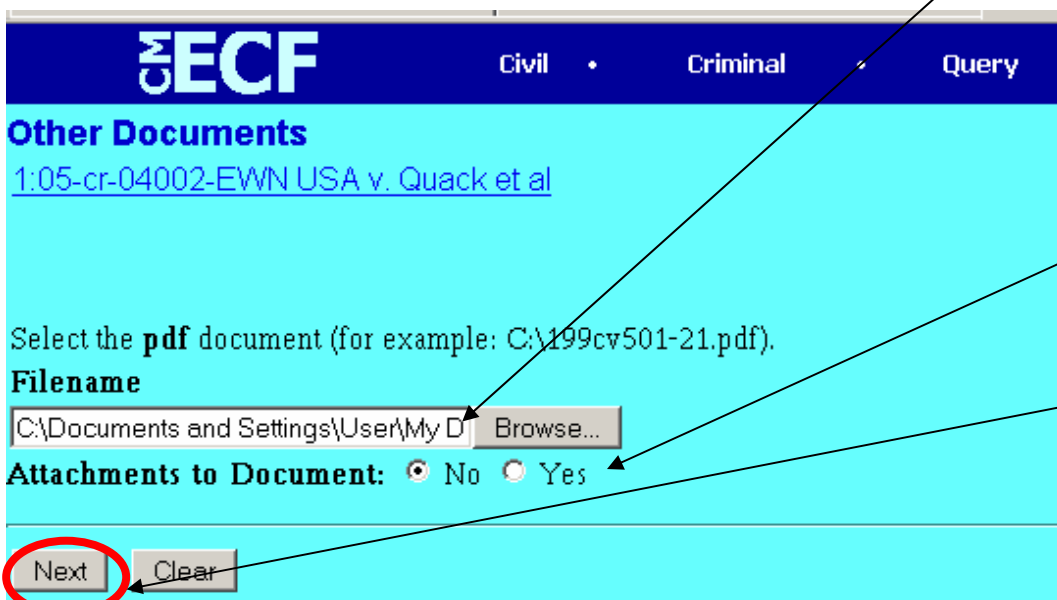 CM ECF Civil • Criminal • Query
Other Documents
1:05-cr-04002-EWN USA v. Quack et al
Select the pdf document (for example: C:\199cv501-21.pdf).
Filename
C:\Documents and Settings\User\My D Browse...
Attachments to Document: No Yes
Next Clear